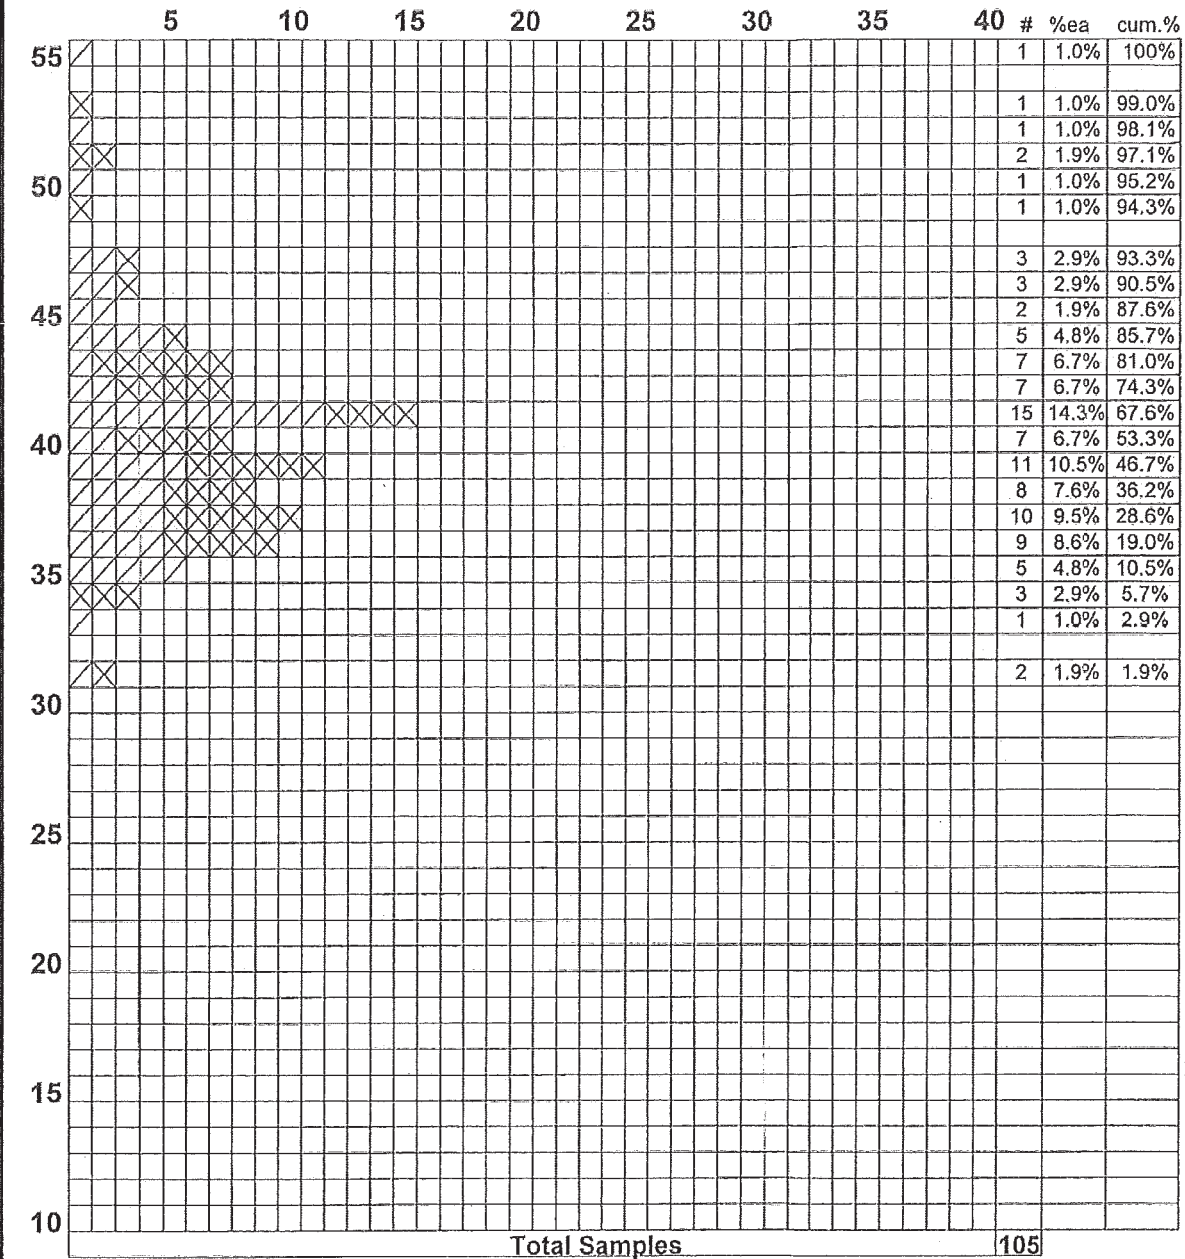 5 10 15 20 25 30 35 40 # %ea cum.%
55 1 1.0% 100%
1 1.0% 99.0%
1 1.0% 98.1%
2 1.9% 97.1%
50 1 1.0% 95.2%
1 1.0% 94.3%
3 2.9% 93.3%
3 2.9% 90.5%
45 2 1.9% 87.6%
5 4.8% 85.7%
7 6.7% 81.0%
7 6.7% 74.3%
15 14.3% 67.6%
40 7 6.7% 53.3%
11 10.5% 46.7%
8 7.6% 36.2%
10 9.5% 28.6%
9 8.6% 19.0%
35 5 4.8% 10.5%
3 2.9% 5.7%
1 1.0% 2.9%
2 1.9% 1.9%
30
25
20
15
10
Total Samples 105